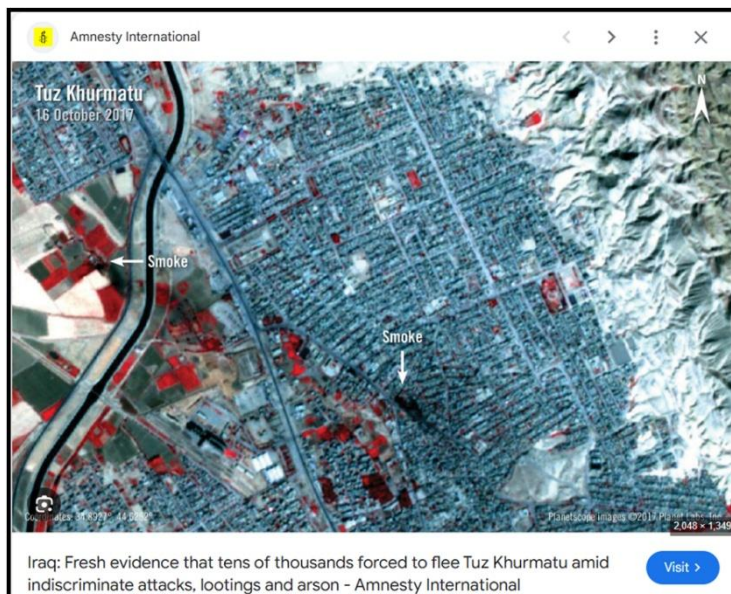 Amnesty International
Tuz Khurmatu
16 October 2017
N
Smoke
Smoke
Planetscope images ©2017 Planet Labs, Inc.
2,048 × 1,349
Iraq: Fresh evidence that tens of thousands forced to flee Tuz Khurmatu amid
indiscriminate attacks, lootings and arson - Amnesty International
Visit >